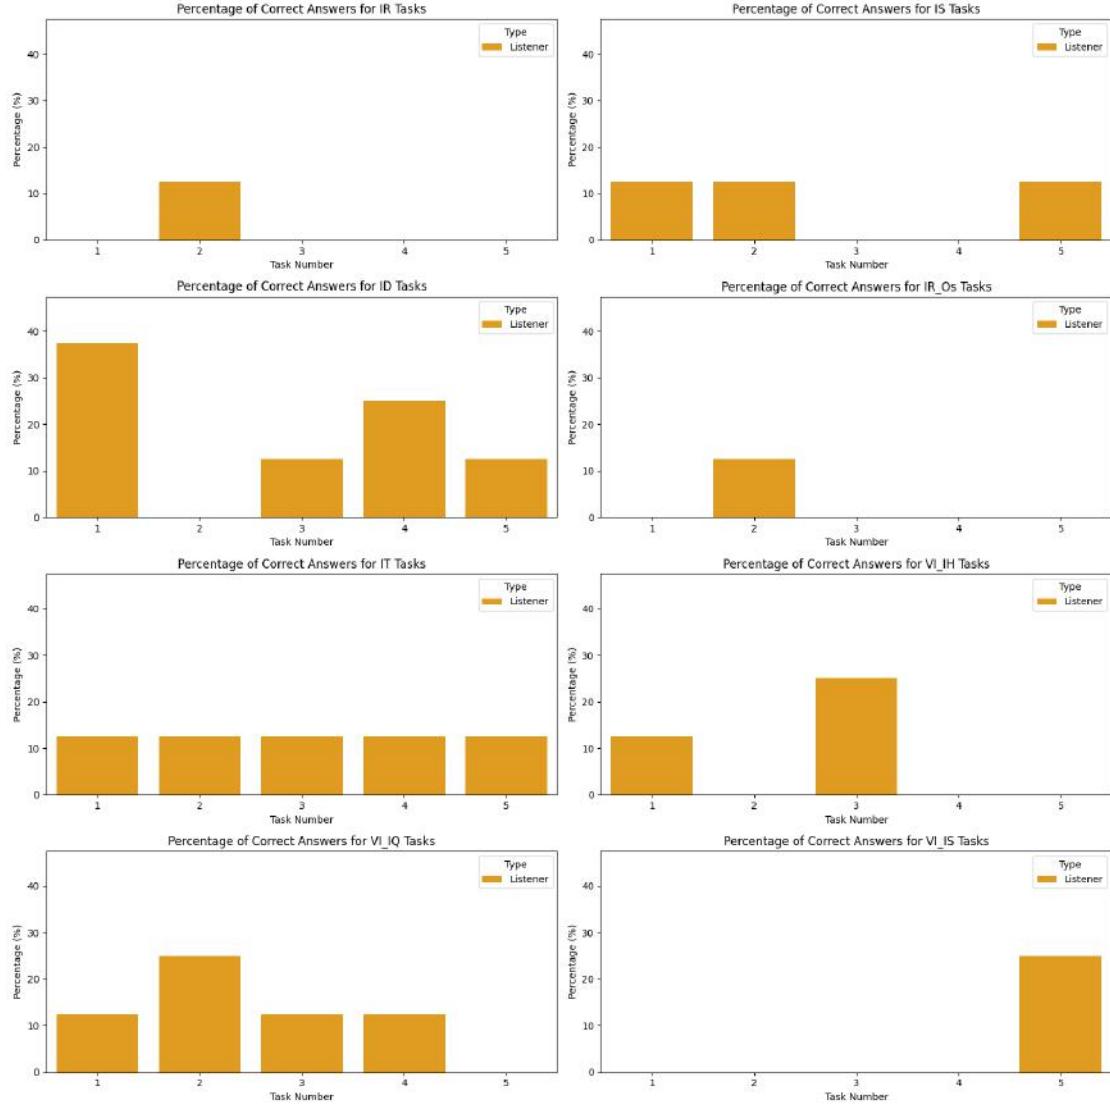 Percentage of Correct Answers for IR Tasks
Type
Listener
Percentage (%)
40
30
20
10
0
1 2 3 4 5
Task Number
Percentage of Correct Answers for IS Tasks
Type
Listener
Percentage (%)
40
30
20
10
0
1 2 3 4 5
Task Number
Percentage of Correct Answers for ID Tasks
Type
Listener
Percentage (%)
40
30
20
10
0
1 2 3 4 5
Task Number
Percentage of Correct Answers for IR_Os Tasks
Type
Listener
Percentage (%)
40
30
20
10
0
1 2 3 4 5
Task Number
Percentage of Correct Answers for IT Tasks
Type
Listener
Percentage (%)
40
30
20
10
0
1 2 3 4 5
Task Number
Percentage of Correct Answers for VI_IH Tasks
Type
Listener
Percentage (%)
40
30
20
10
0
1 2 3 4 5
Task Number
Percentage of Correct Answers for VI_IQ Tasks
Type
Listener
Percentage (%)
40
30
20
10
0
1 2 3 4 5
Task Number
Percentage of Correct Answers for VI_IS Tasks
Type
Listener
Percentage (%)
40
30
20
10
0
1 2 3 4 5
Task Number